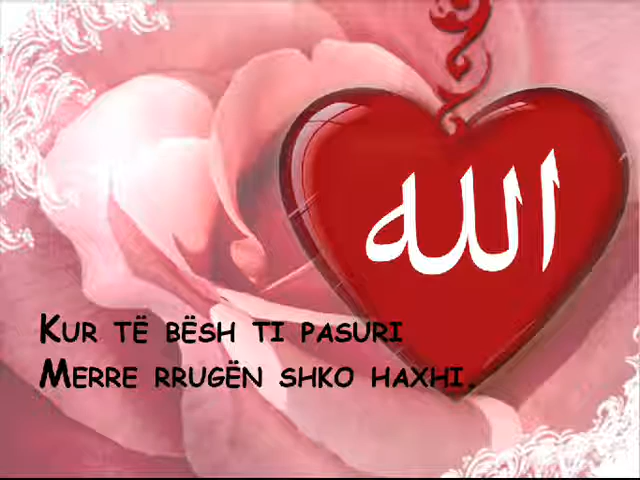 الله
Kur të bësh ti pasuri
Merre rrugën shko haxhi.